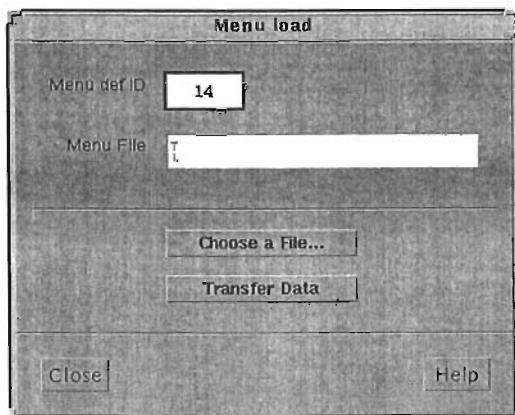 Menu load
Menu def ID 14
Menu File
Choose a File...
Transfer Data
Close Help